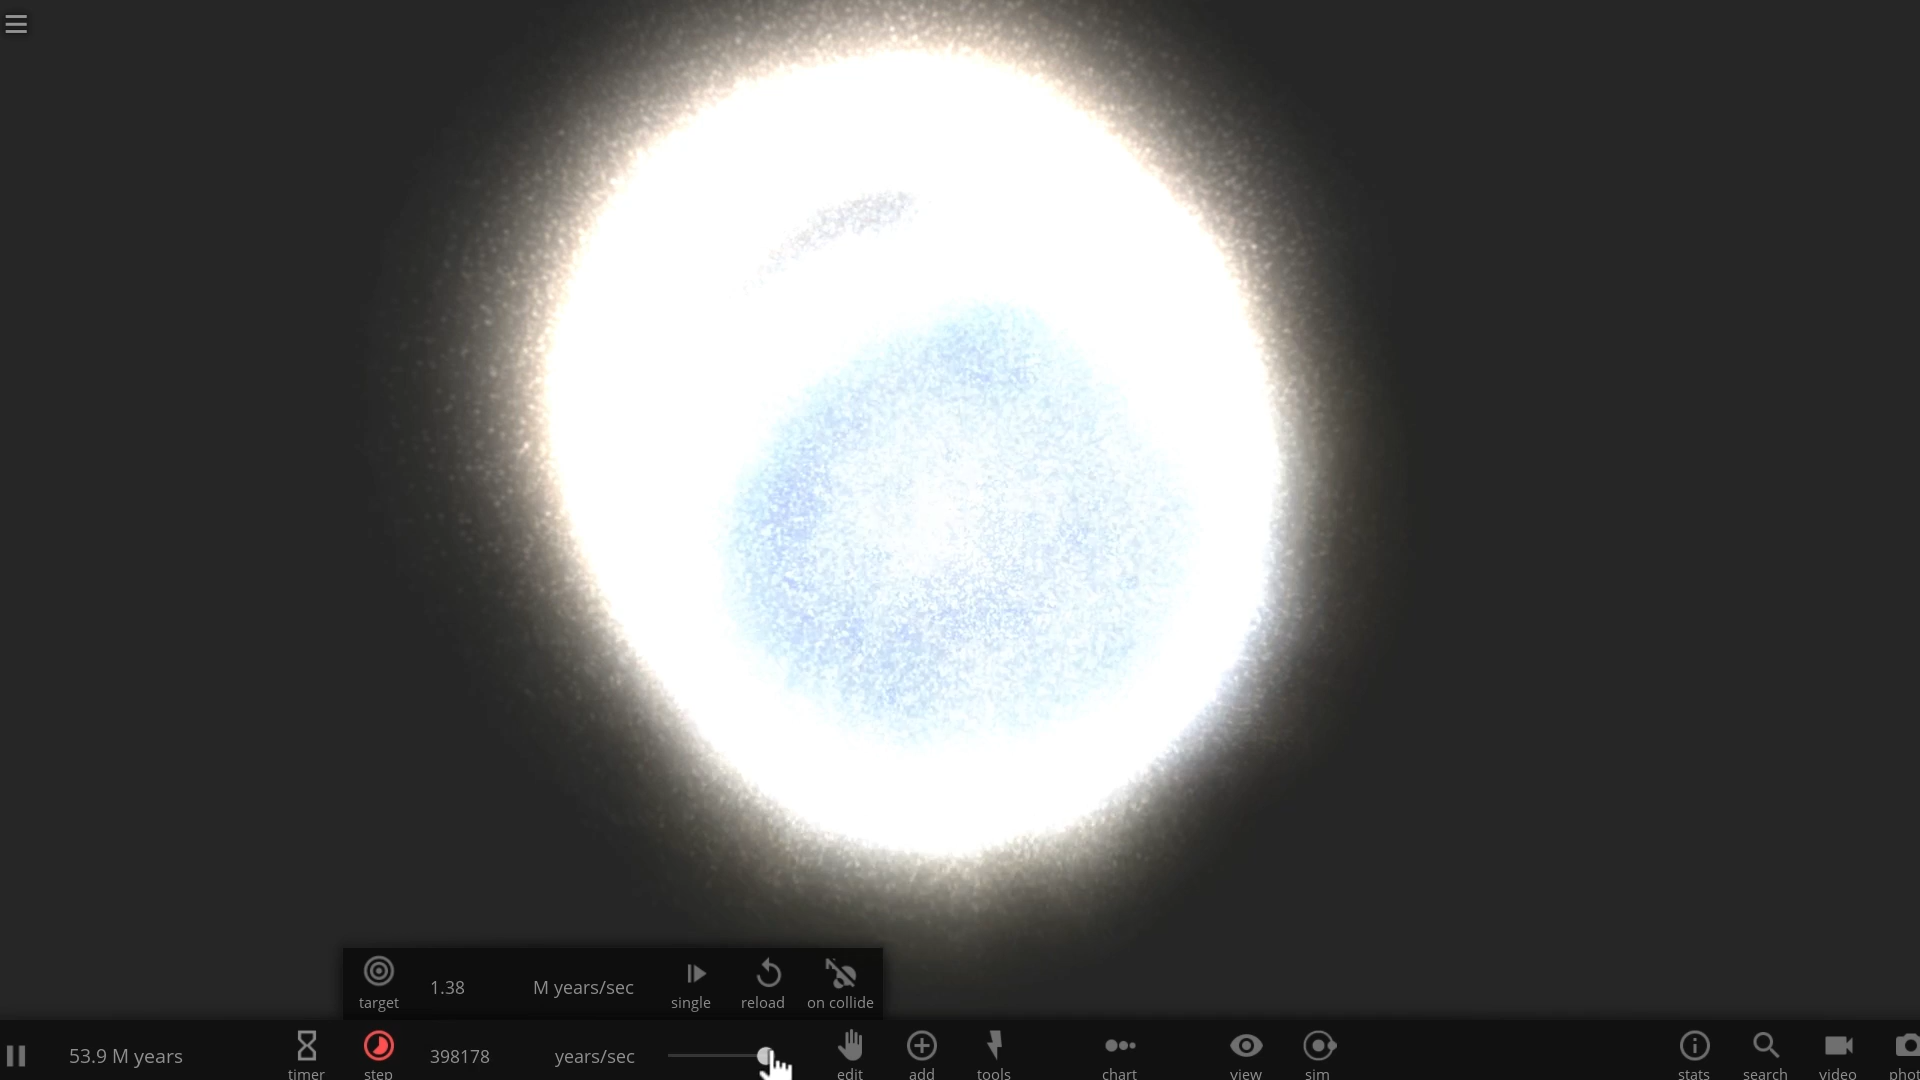 target
1.38
M years/sec
single
reload
on collide
53.9 M years
timer
step
398178
years/sec
edit
add
tools
chart
view
sim
stats
search
video
phot